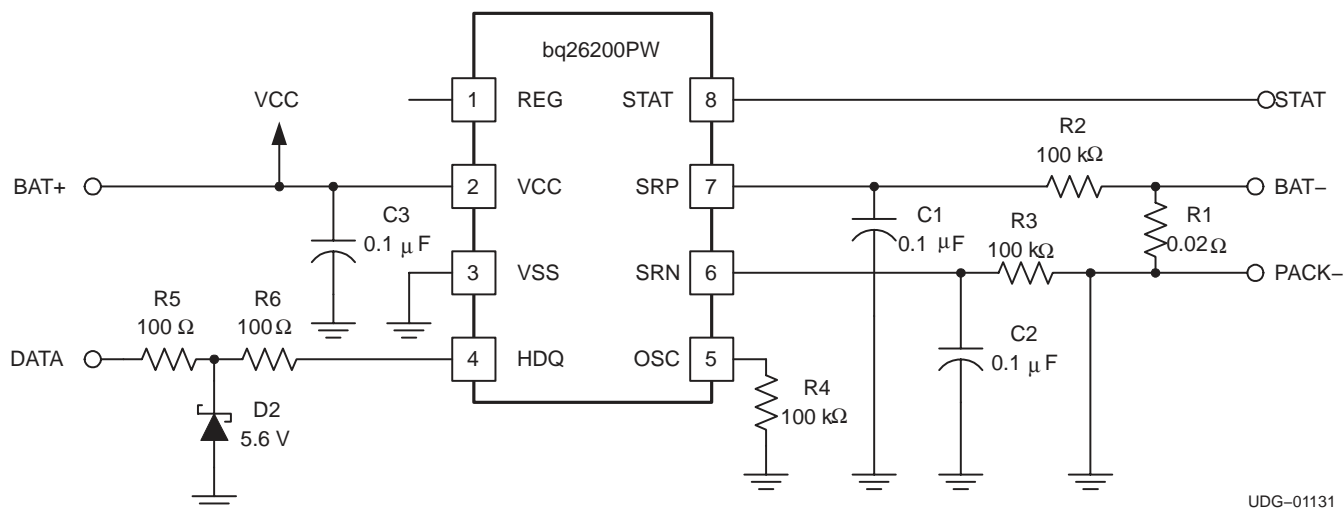 bq26200PW
VCC
1 REG STAT 8
STAT
R2
100 kΩ
BAT+
2 VCC SRP 7
BAT–
C3
0.1 μF
C1
0.1 μF
R3
100 kΩ
R1
0.02 Ω
3 VSS SRN 6
PACK–
R5
100 Ω
R6
100 Ω
DATA
4 HDQ OSC 5
C2
0.1 μF
R4
100 kΩ
D2
5.6 V
UDG–01131